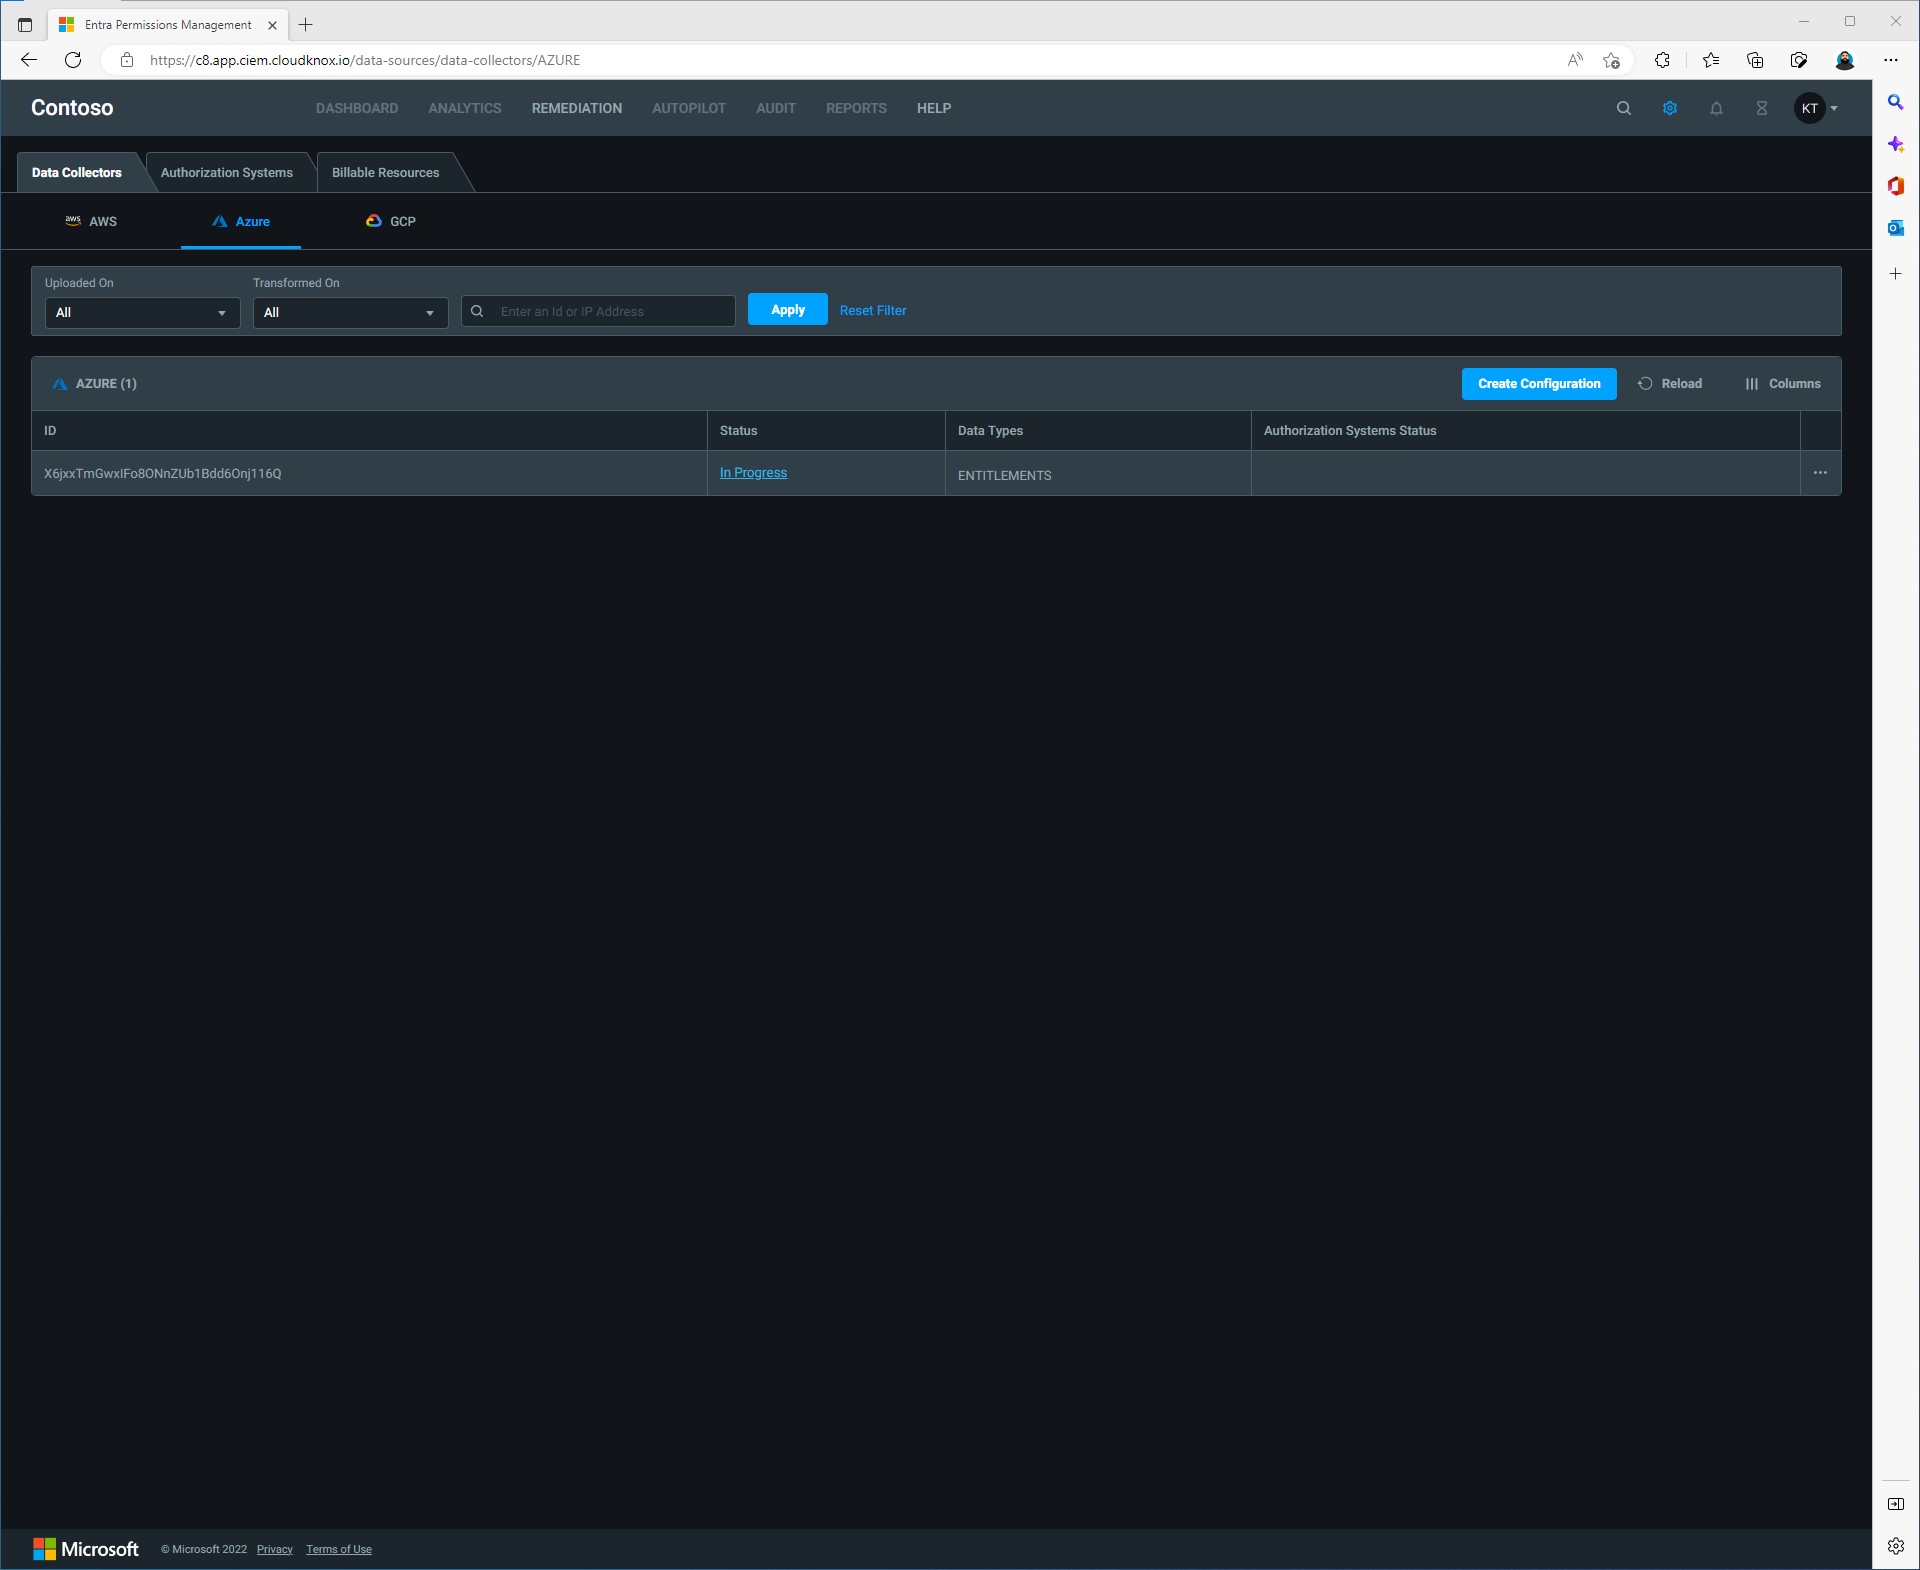 Entra Permissions Management
https://c8.app.ciem.cloudknox.io/data-sources/data-collectors/AZURE
Contoso DASHBOARD ANALYTICS REMEDIATION AUTOPILOT AUDIT REPORTS HELP KT
Data Collectors Authorization Systems Billable Resources
aws AWS Azure GCP
Uploaded On Transformed On
All All Enter an Id or IP Address Apply Reset Filter
AZURE (1) Create Configuration Reload Columns
ID Status Data Types Authorization Systems Status
X6jxxTmGwxIFo8ONnZUb1Bdd6Onj116Q In Progress ENTITLEMENTS
Microsoft © Microsoft 2022 Privacy Terms of Use